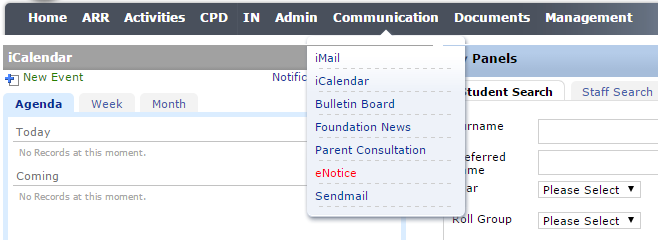 Home ARR Activities CPD IN Admin Communication Documents Management
iCalendar
New Event Notific
Agenda Week Month
Today
No Records at this moment.
Coming
No Records at this moment.
iMail
iCalendar
Bulletin Board
Foundation News
Parent Consultation
eNotice
Sendmail
Panels
Student Search Staff Search
urname
eferred
ame
ar Please Select
Roll Group Please Select